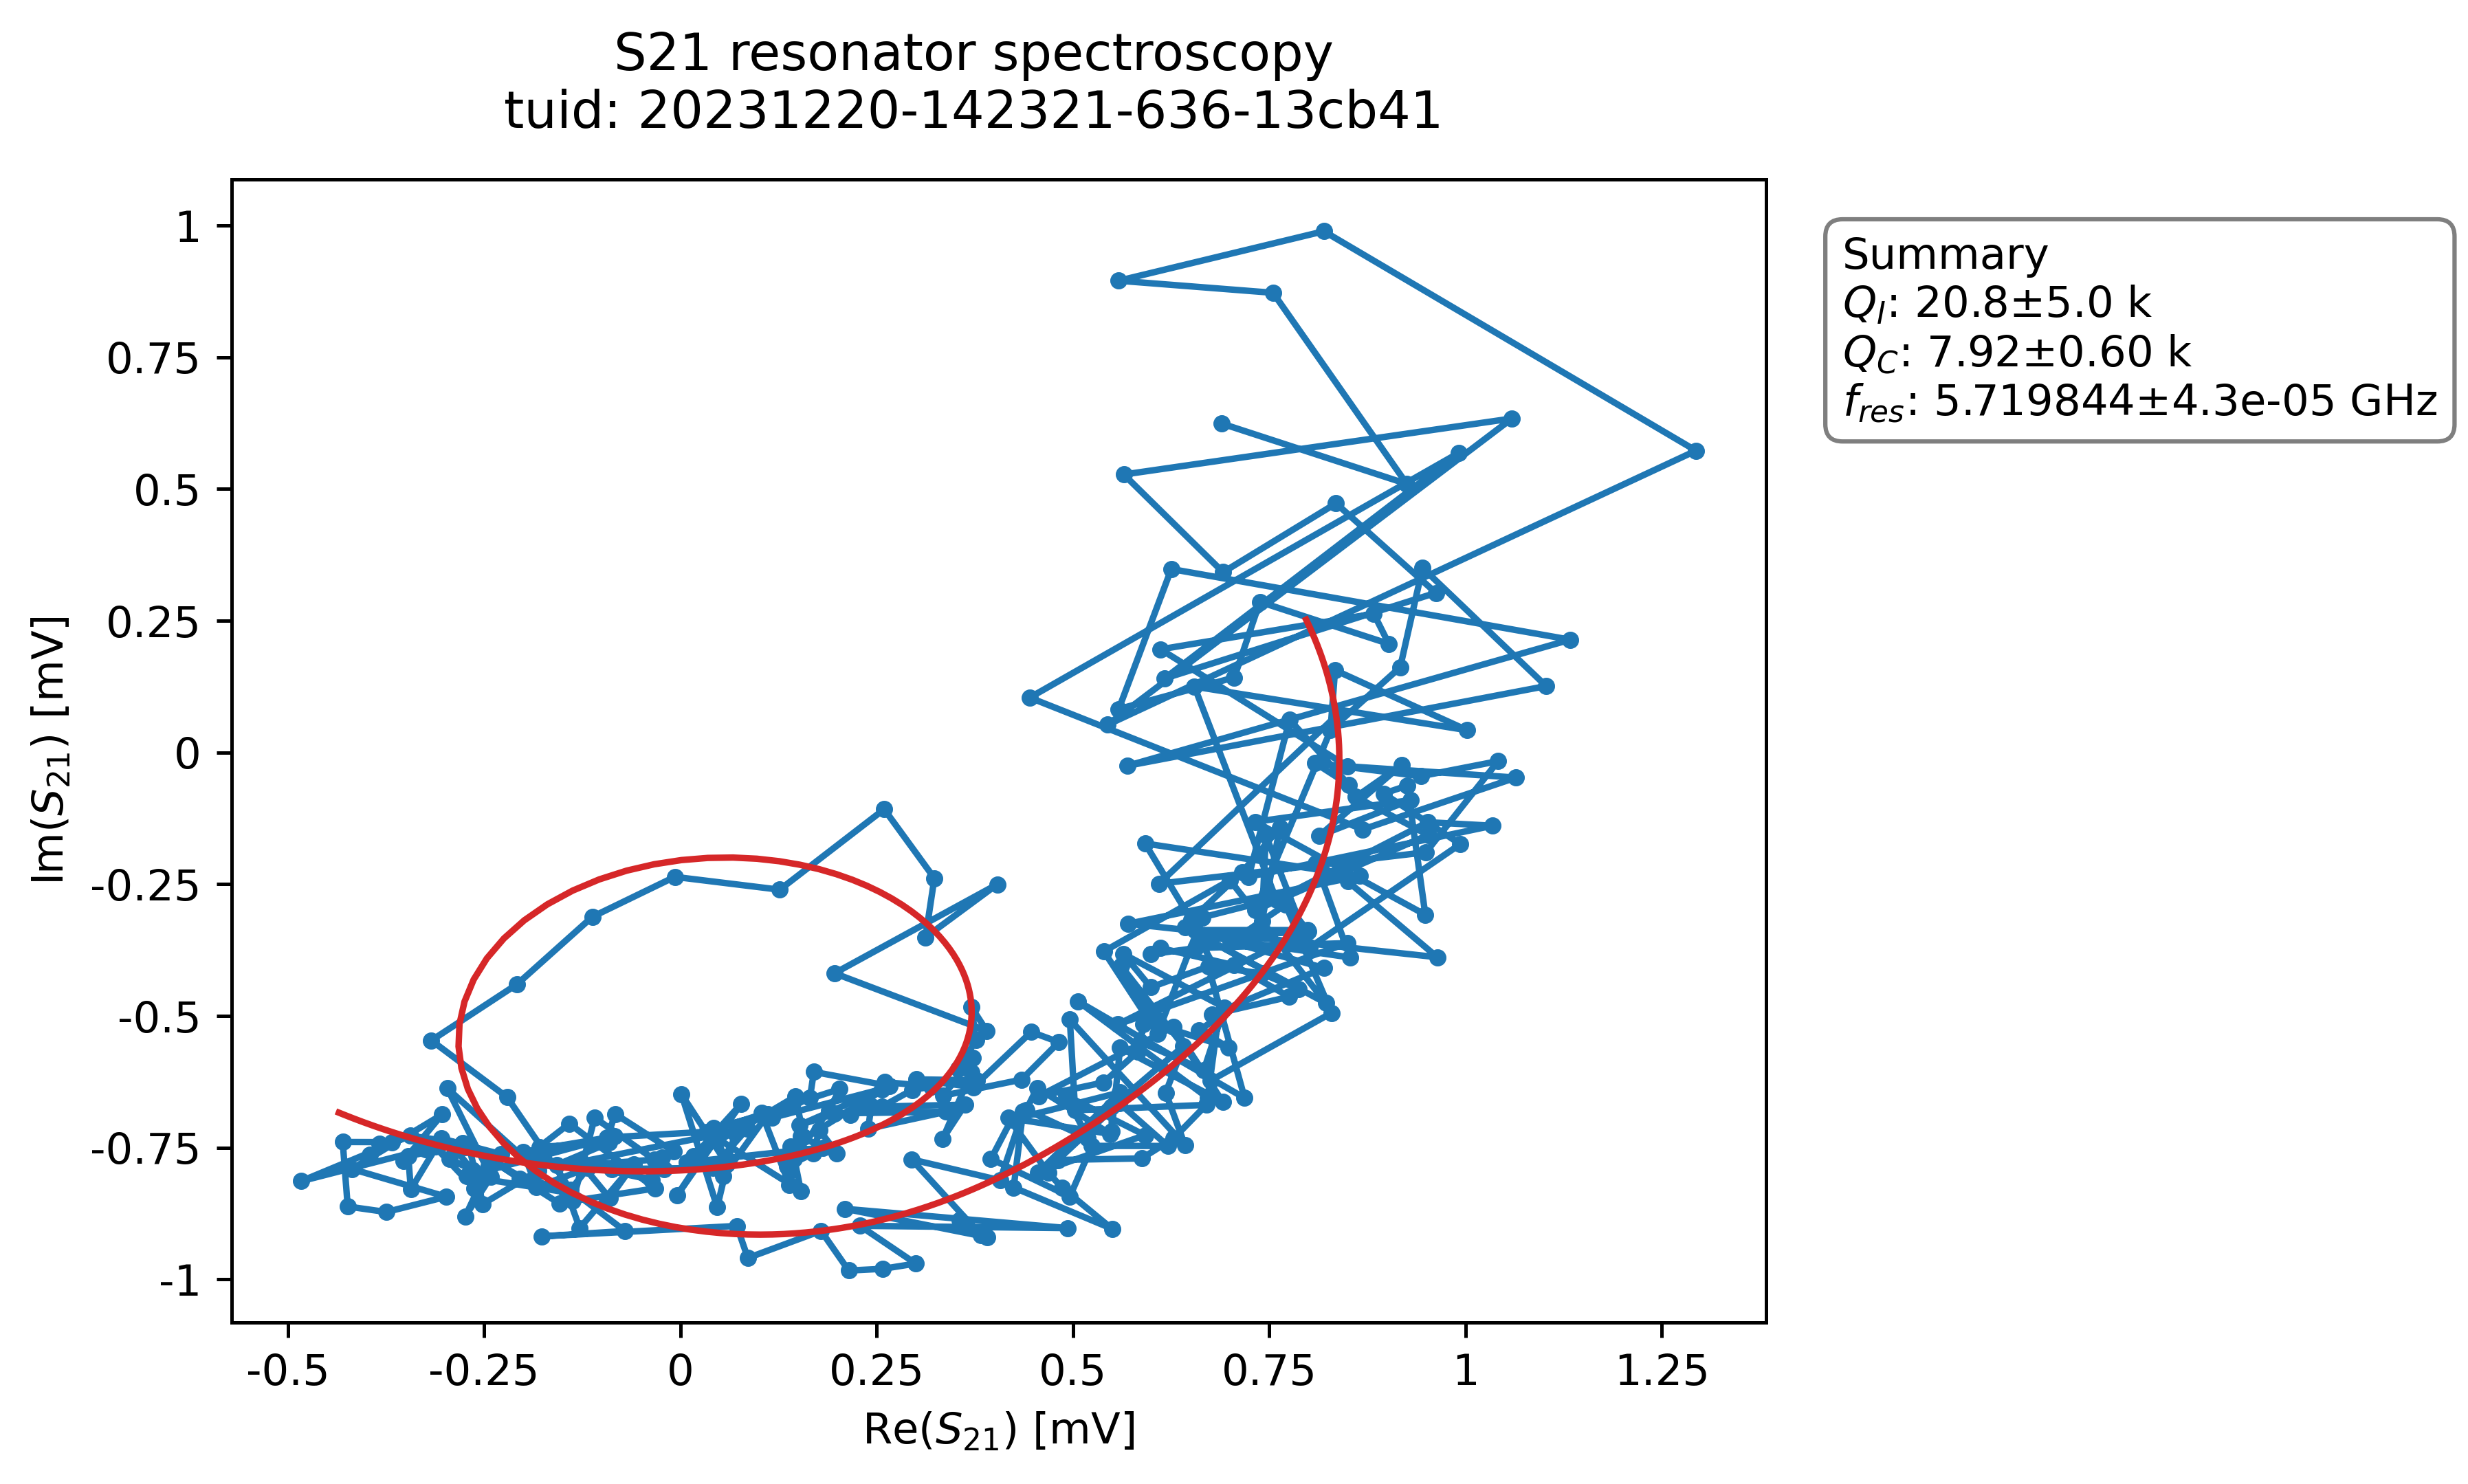 S21 resonator spectroscopy
tuid: 20231220-142321-636-13cb41
1
0.75
0.5
0.25
0
-0.25
-0.5
-0.75
-1
Im(S21) [mV]
-0.5
-0.25
0
0.25
0.5
0.75
1
1.25
Re(S21) [mV]
Summary
QI: 20.8±5.0 k
QC: 7.92±0.60 k
fres: 5.719844±4.3e-05 GHz